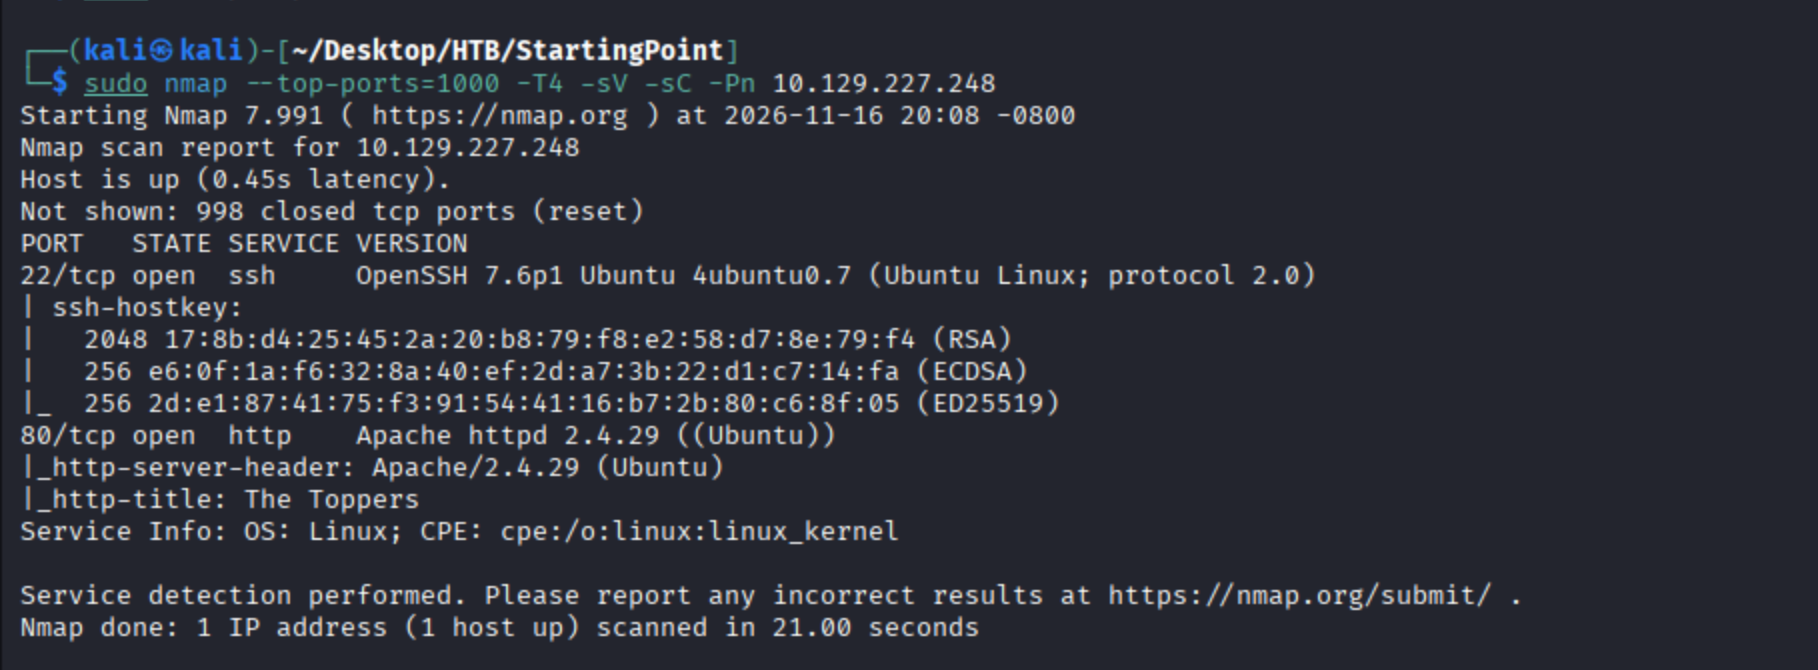 ┌──(kali㉿kali)-[~/Desktop/HTB/StartingPoint]
└─$ sudo nmap --top-ports=1000 -T4 -sV -sC -Pn 10.129.227.248
Starting Nmap 7.991 ( https://nmap.org ) at 2026-11-16 20:08 -0800
Nmap scan report for 10.129.227.248
Host is up (0.45s latency).
Not shown: 998 closed tcp ports (reset)
PORT   STATE SERVICE VERSION
22/tcp open  ssh     OpenSSH 7.6p1 Ubuntu 4ubuntu0.7 (Ubuntu Linux; protocol 2.0)
| ssh-hostkey:
|   2048 17:8b:d4:25:45:2a:20:b8:79:f8:e2:58:d7:8e:79:f4 (RSA)
|   256 e6:0f:1a:f6:32:8a:40:ef:2d:a7:3b:22:d1:c7:14:fa (ECDSA)
|_  256 2d:e1:87:41:75:f3:91:54:41:16:b7:2b:80:c6:8f:05 (ED25519)
80/tcp open  http    Apache httpd 2.4.29 ((Ubuntu))
|_http-server-header: Apache/2.4.29 (Ubuntu)
|_http-title: The Toppers
Service Info: OS: Linux; CPE: cpe:/o:linux:linux_kernel

Service detection performed. Please report any incorrect results at https://nmap.org/submit/ .
Nmap done: 1 IP address (1 host up) scanned in 21.00 seconds